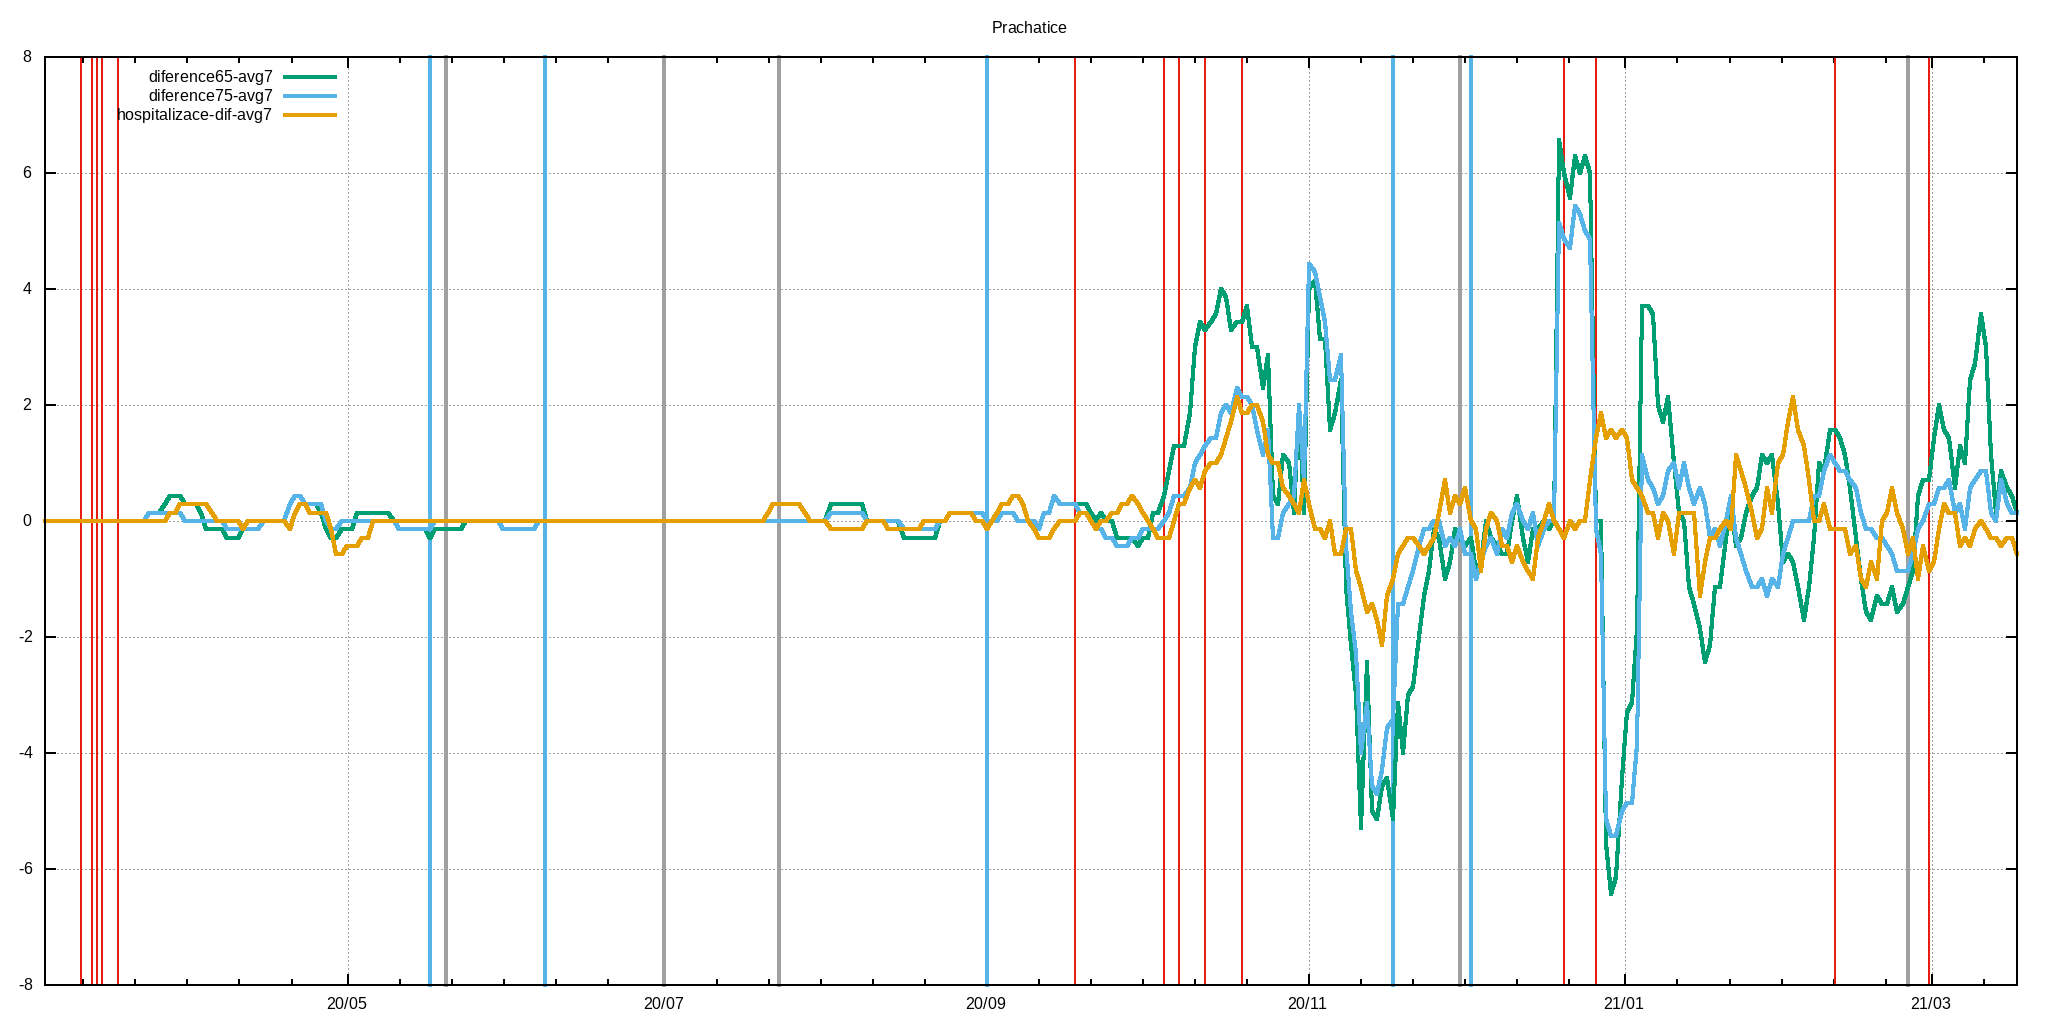 Prachatice
diference65-avg7
diference75-avg7
hospitalizace-dif-avg7
8
6
4
2
0
-2
-4
-6
-8
20/05 20/07 20/09 20/11 21/01 21/03